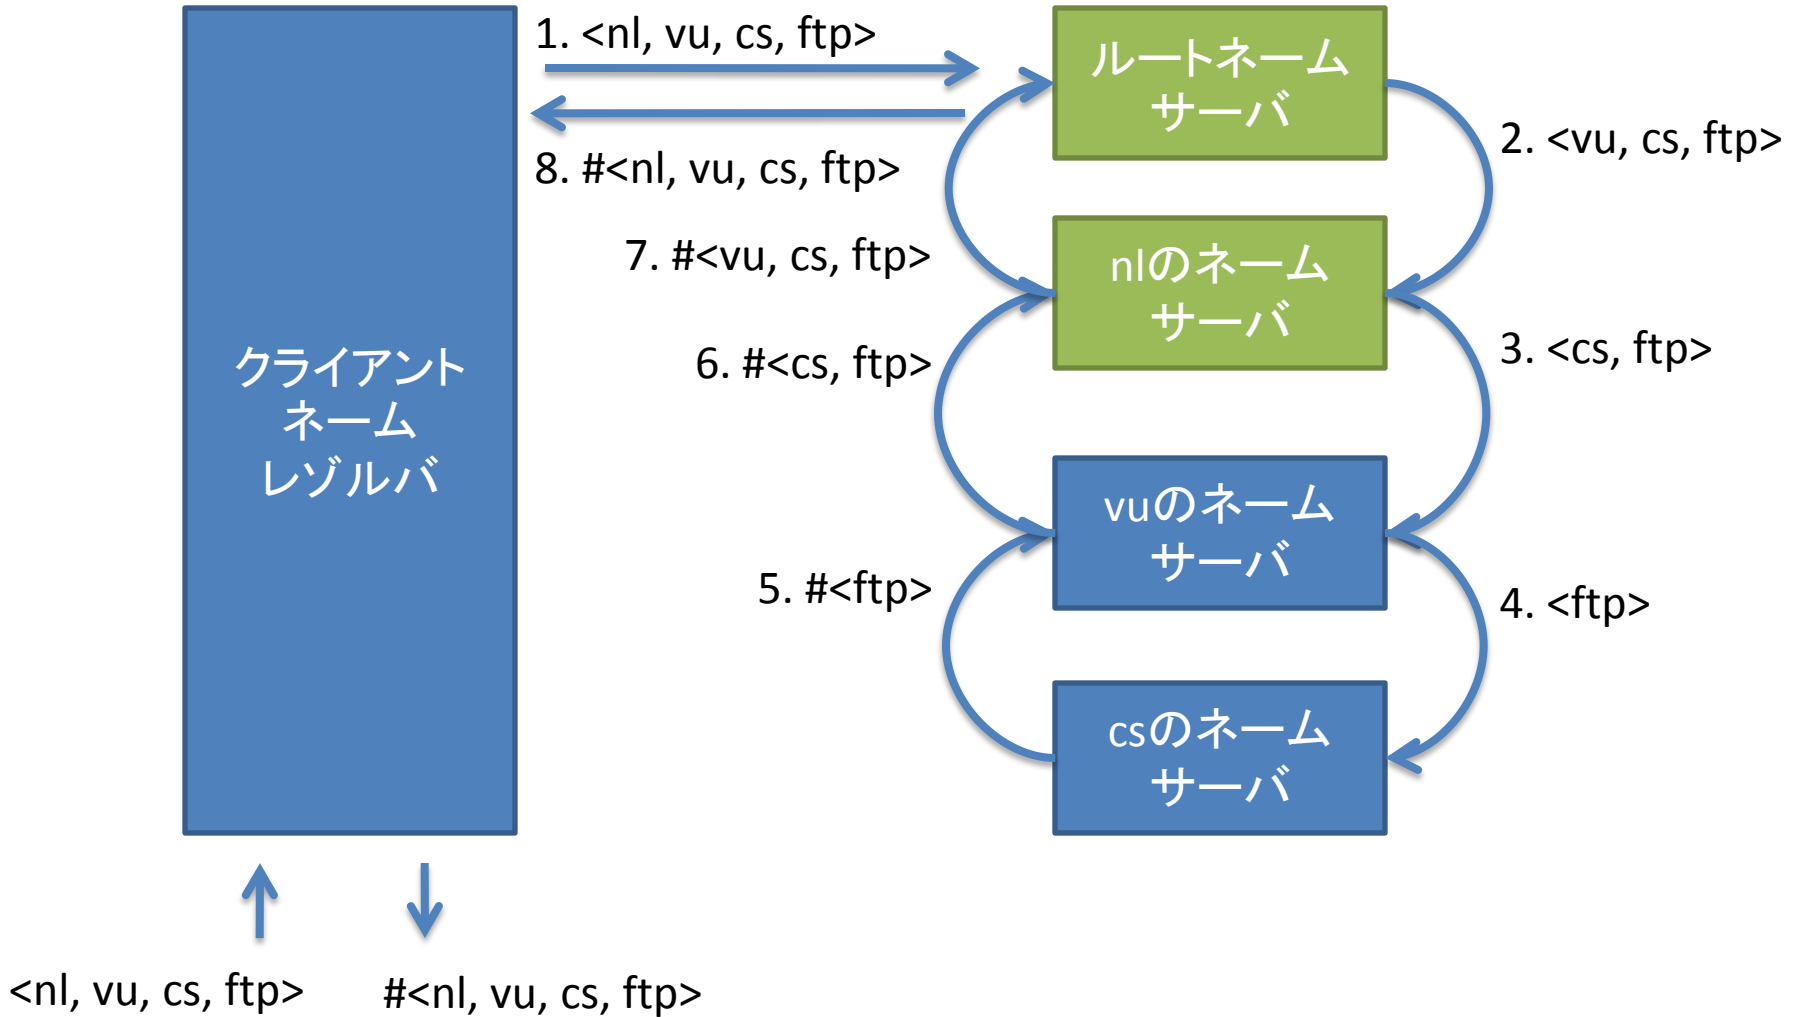 1. <nl, vu, cs, ftp>
8. #<nl, vu, cs, ftp>
クライアント
ネーム
レゾルバ
ルートネーム
サーバ
2. <vu, cs, ftp>
7. #<vu, cs, ftp>
nlのネーム
サーバ
3. <cs, ftp>
6. #<cs, ftp>
vuのネーム
サーバ
4. <ftp>
5. #<ftp>
csのネーム
サーバ
<nl, vu, cs, ftp>
#<nl, vu, cs, ftp>